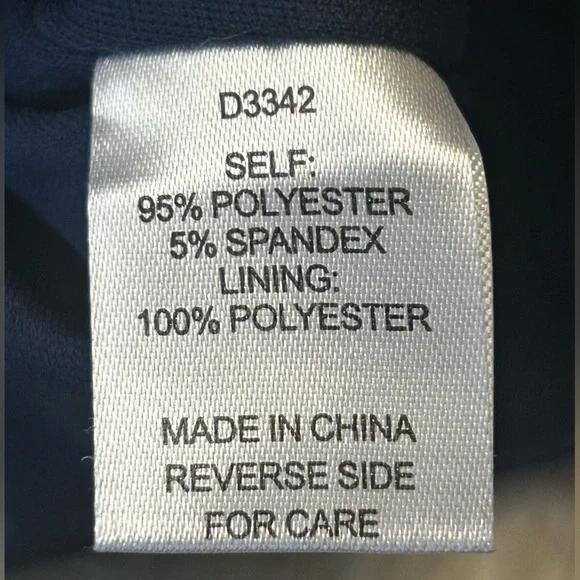 D3342
SELF:
95% POLYESTER
5% SPANDEX
LINING:
100% POLYESTER
MADE IN CHINA
REVERSE SIDE
FOR CARE